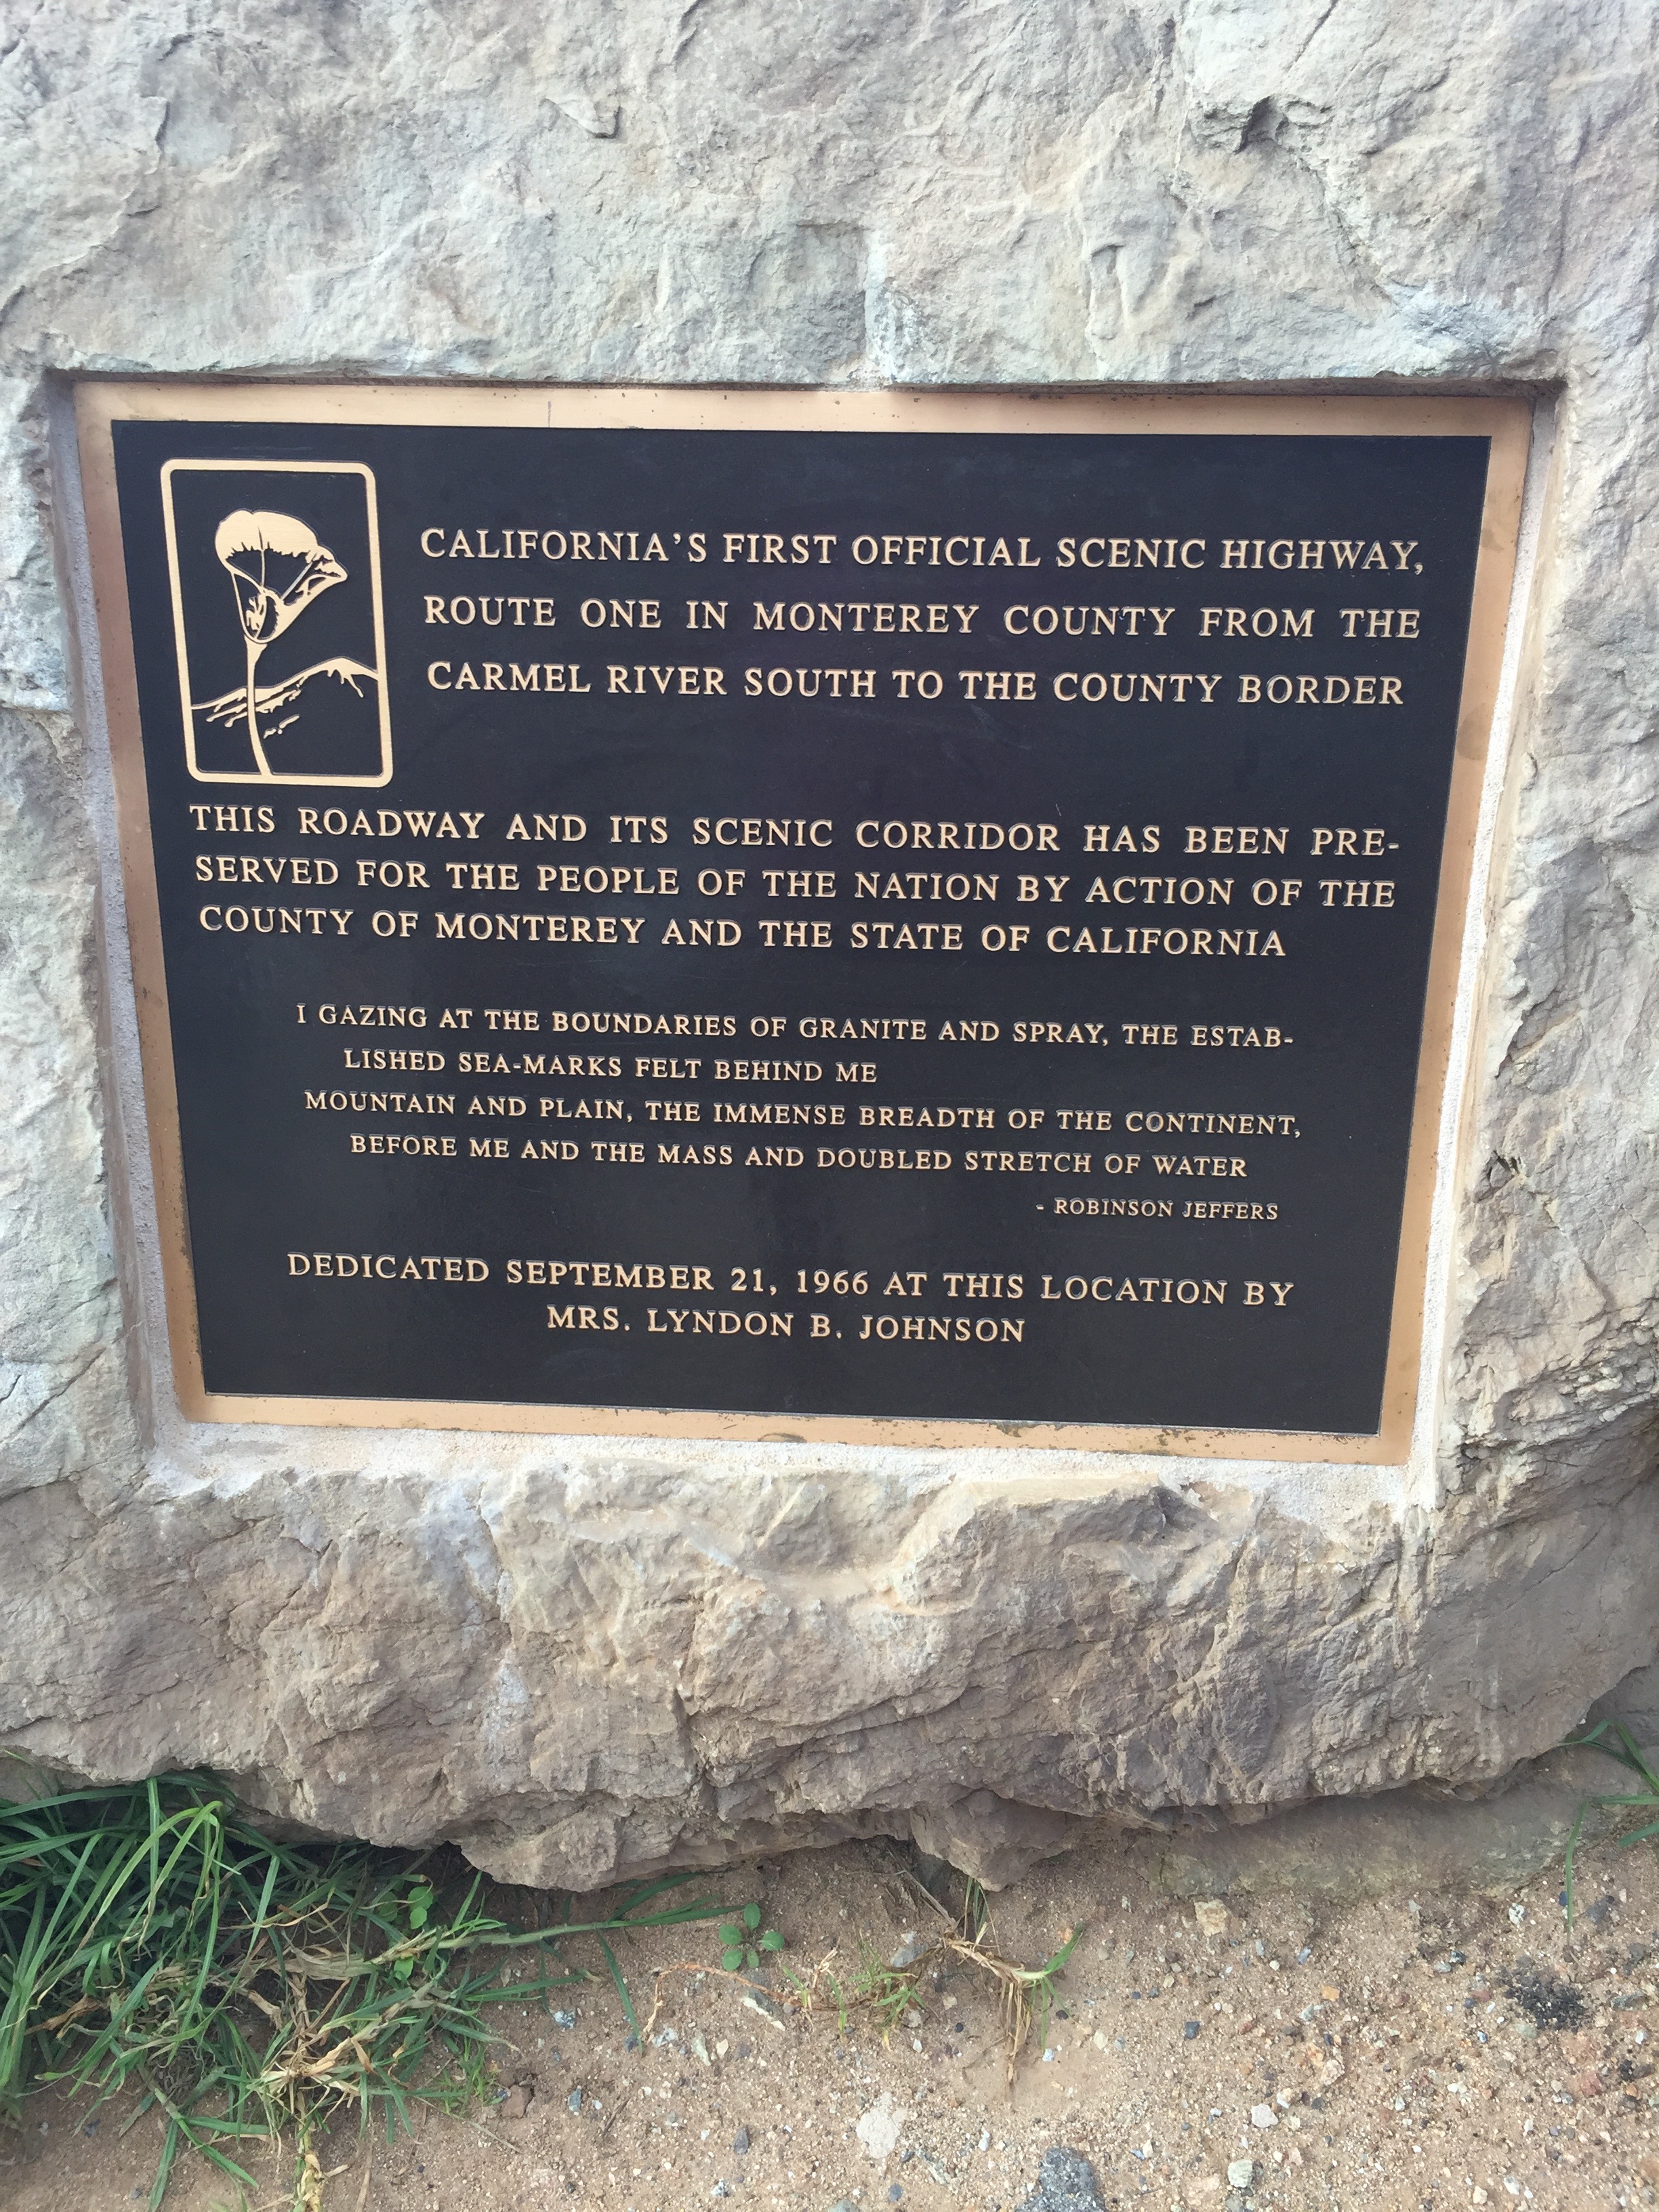 CALIFORNIA'S FIRST OFFICIAL SCENIC HIGHWAY,
ROUTE ONE IN MONTEREY COUNTY FROM THE
CARMEL RIVER SOUTH TO THE COUNTY BORDER
THIS ROADWAY AND ITS SCENIC CORRIDOR HAS BEEN PRE-
SERVED FOR THE PEOPLE OF THE NATION BY ACTION OF THE
COUNTY OF MONTEREY AND THE STATE OF CALIFORNIA
I GAZING AT THE BOUNDARIES OF GRANITE AND SPRAY, THE ESTAB-
LISHED SEA-MARKS FELT BEHIND ME
MOUNTAIN AND PLAIN, THE IMMENSE BREADTH OF THE CONTINENT,
BEFORE ME AND THE MASS AND DOUBLED STRETCH OF WATER
- ROBINSON JEFFERS
DEDICATED SEPTEMBER 21, 1966 AT THIS LOCATION BY
MRS. LYNDON B. JOHNSON